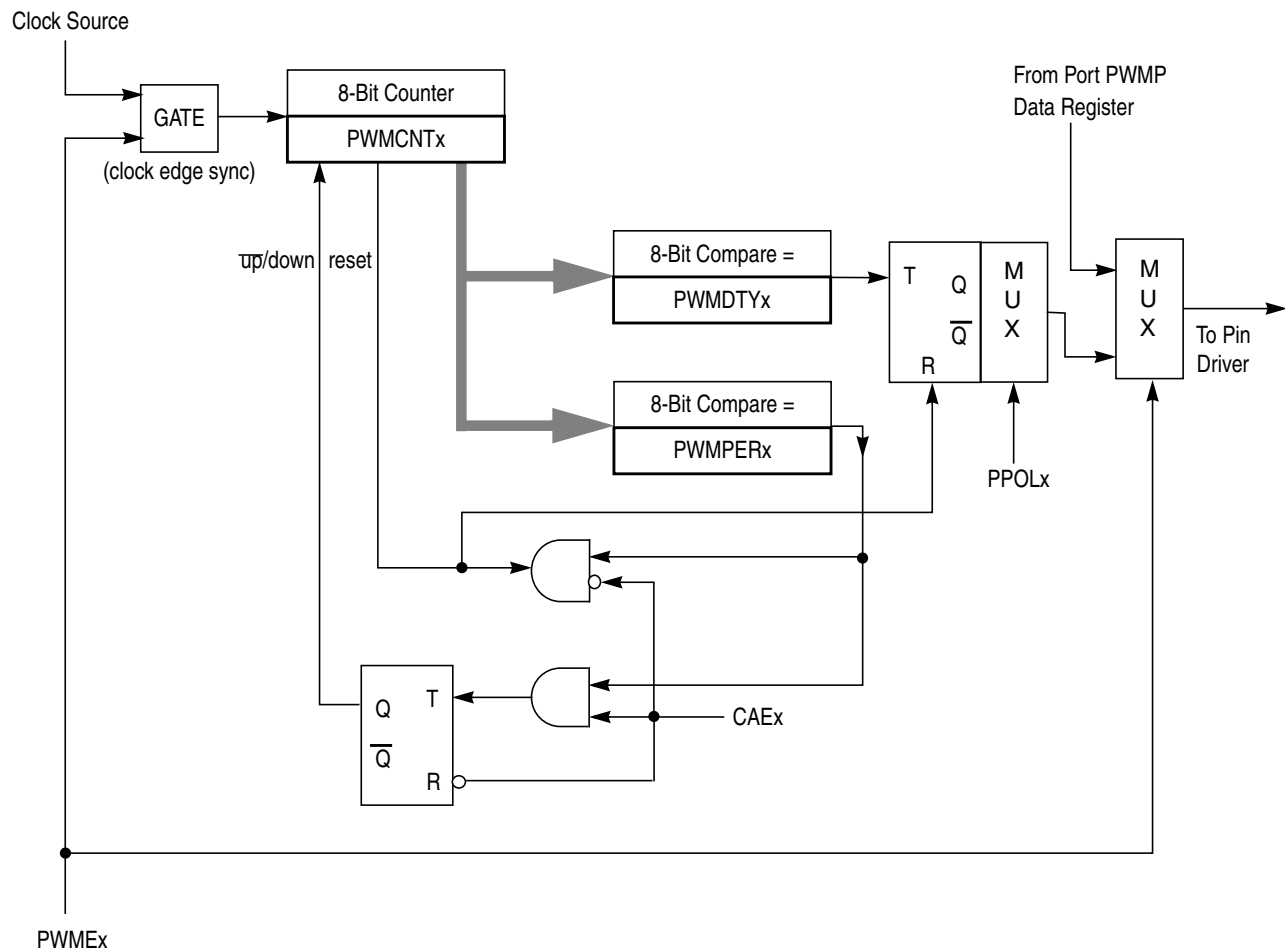 Clock Source
8-Bit Counter
PWMCNTx
GATE
(clock edge sync)
From Port PWMP
Data Register
u̅p̅/down
reset
8-Bit Compare =
PWMDTYx
T
Q
Q̅
R
M
U
X
M
U
X
To Pin
Driver
8-Bit Compare =
PWMPERx
PPOLx
Q
T
Q̅
R
CAEx
PWMEx